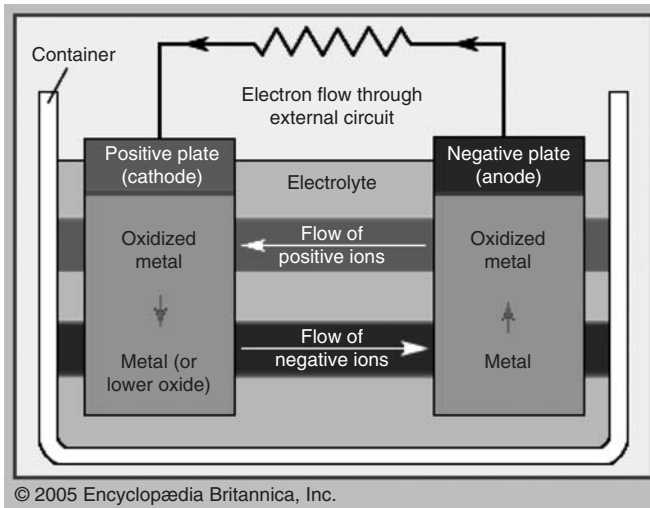 Container
Electron flow through
external circuit
Positive plate
(cathode)
Electrolyte
Negative plate
(anode)
Oxidized
metal
Flow of
positive ions
Oxidized
metal
Metal (or
lower oxide)
Flow of
negative ions
Metal
© 2005 Encyclopædia Britannica, Inc.